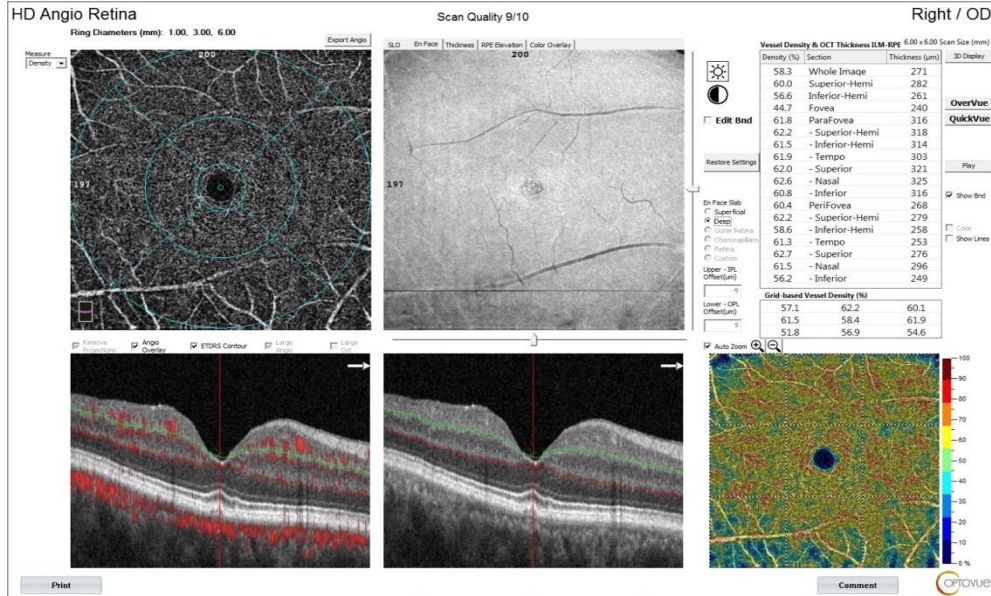 HD Angio Retina
Scan Quality 9/10
Right / OD
Ring Diameters (mm): 1.00, 3.00, 6.00
Export Angio
Measure
Density
200
197
SLO En Face Thickness RPE Elevation Color Overlay
200
197
Edit Bnd
Restore Settings
En Face Slab
Superficial
Deep
Outer Retina
Choriocapillaris
Retina
Custom
Upper - IPL
Offset(um)
-9
Lower - OPL
Offset(um)
9
Vessel Density & OCT Thickness ILM-RPE 6.00 x 6.00 Scan Size (mm)
Density (%) Section Thickness (µm)
58.3 Whole Image 271
60.0 Superior-Hemi 282
56.6 Inferior-Hemi 261
44.7 Fovea 240
61.8 ParaFovea 316
62.2 - Superior-Hemi 318
61.5 - Inferior-Hemi 314
61.9 - Tempo 303
62.0 - Superior 321
62.6 - Nasal 325
60.8 - Inferior 316
60.4 PeriFovea 268
62.2 - Superior-Hemi 279
58.6 - Inferior-Hemi 258
61.3 - Tempo 253
62.7 - Superior 276
61.5 - Nasal 296
56.2 - Inferior 249
Grid-based Vessel Density (%)
57.1 62.2 60.1
61.5 58.4 61.9
51.8 56.9 54.6
3D Display
OverVue
QuickVue
Play
Show Bnd
Color
Show Lines
Remove Projections
Angio Overlay
ETDRS Contour
Large Angio
Large Oct
Auto Zoom
100
90
80
70
60
50
40
30
20
10
0 %
Print
Comment
OPTOVUE